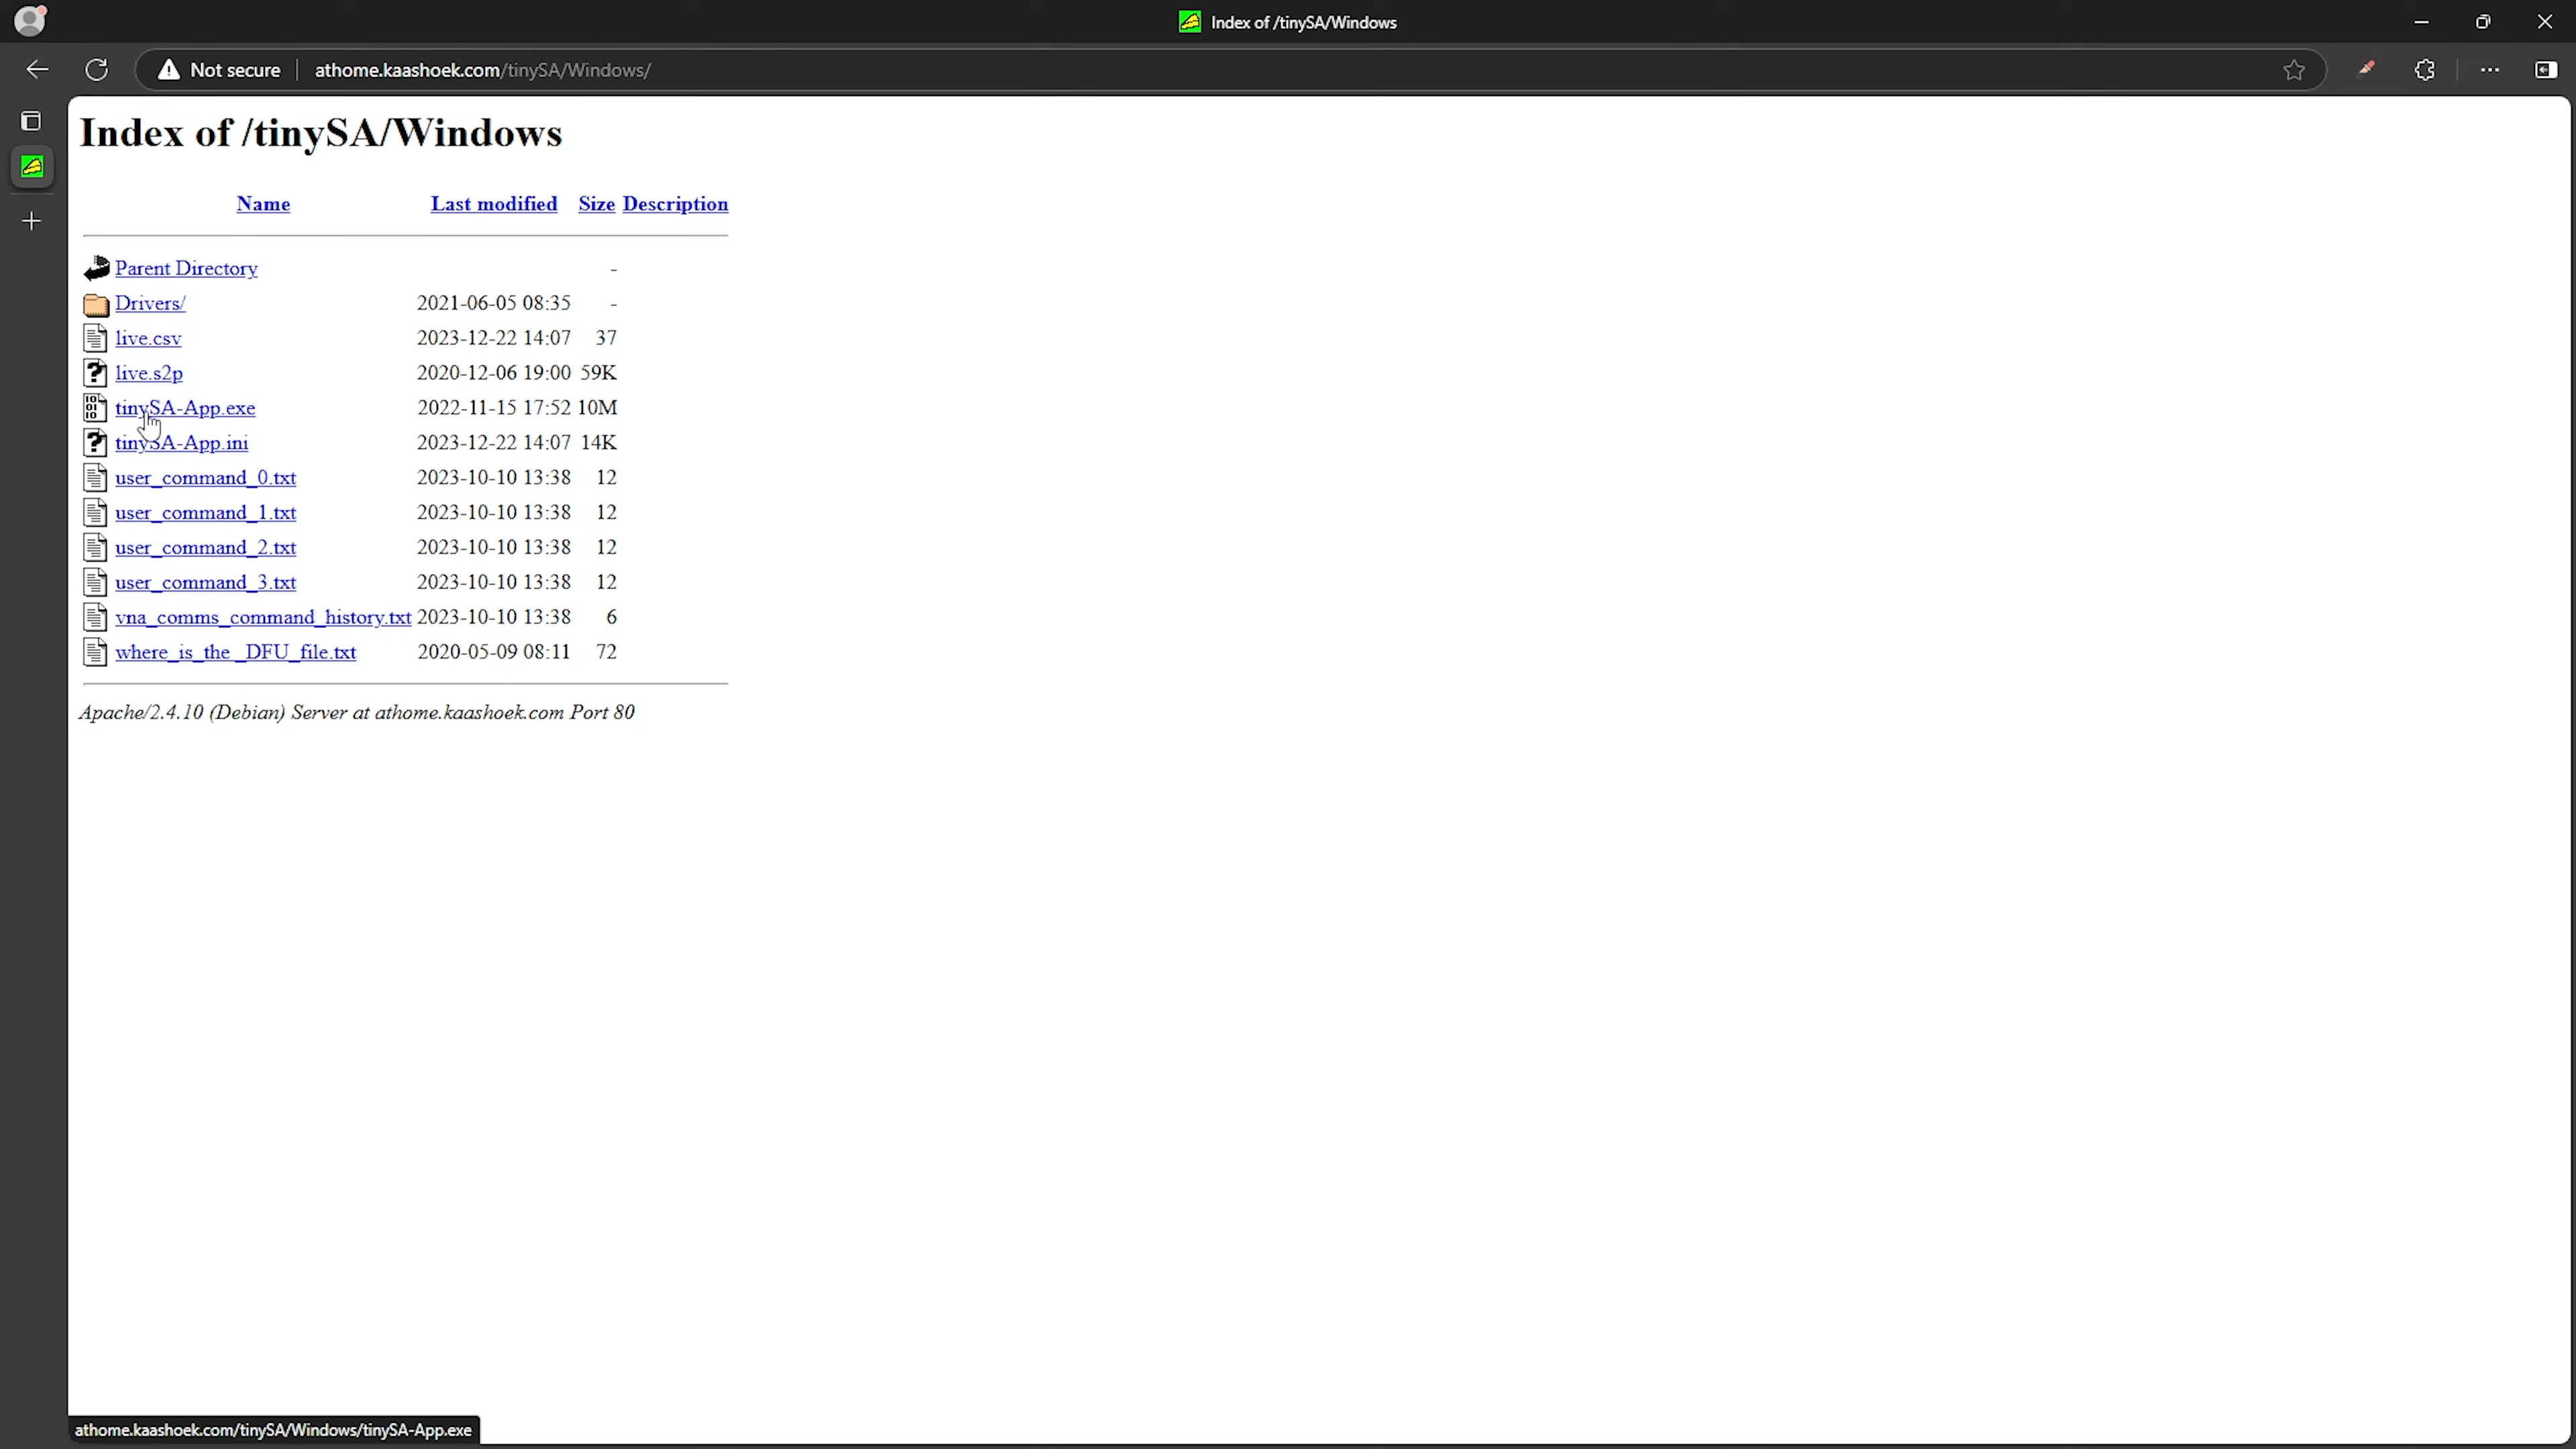 Index of /tinySA/Windows
Not secure athome.kaashoek.com/tinySA/Windows/
Index of /tinySA/Windows
Name Last modified Size Description
Parent Directory -
Drivers/ 2021-06-05 08:35 -
live.csv 2023-12-22 14:07 37
live.s2p 2020-12-06 19:00 59K
tinySA-App.exe 2022-11-15 17:52 10M
tinySA-App.ini 2023-12-22 14:07 14K
user_command_0.txt 2023-10-10 13:38 12
user_command_1.txt 2023-10-10 13:38 12
user_command_2.txt 2023-10-10 13:38 12
user_command_3.txt 2023-10-10 13:38 12
vna_comms_command_history.txt 2023-10-10 13:38 6
where_is_the _DFU_file.txt 2020-05-09 08:11 72
Apache/2.4.10 (Debian) Server at athome.kaashoek.com Port 80
athome.kaashoek.com/tinySA/Windows/tinySA-App.exe